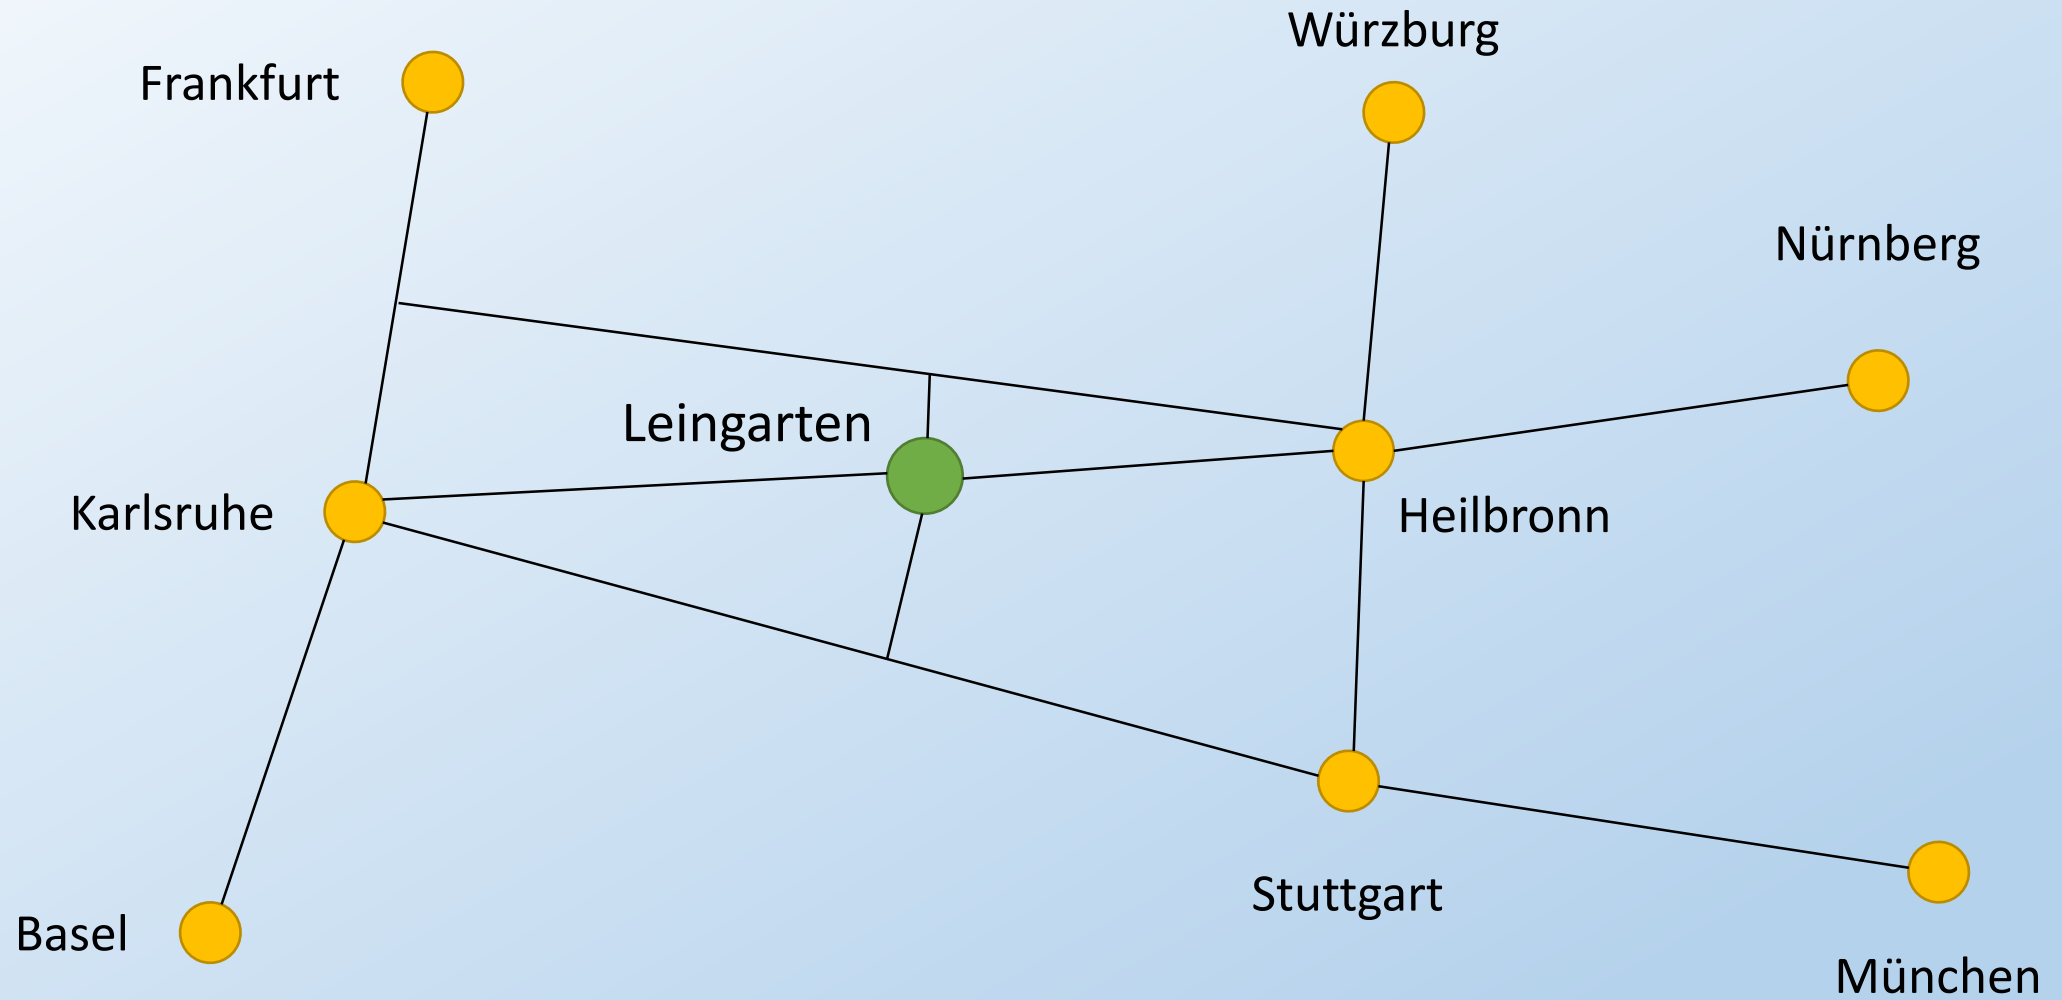 Würzburg
Frankfurt
Nürnberg
Leingarten
Karlsruhe
Heilbronn
Stuttgart
Basel
München